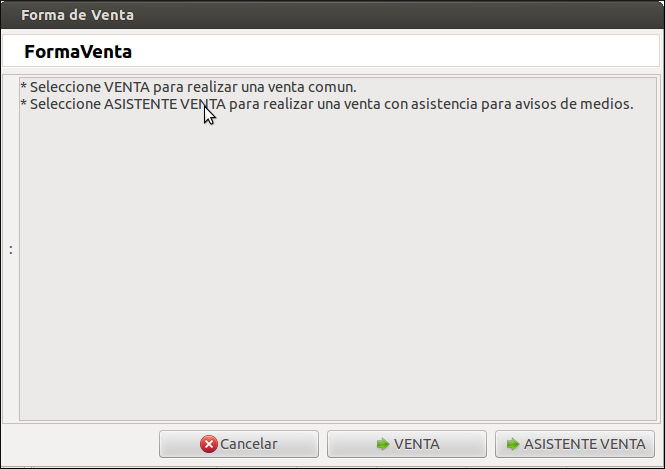 Forma de Venta
FormaVenta
* Seleccione VENTA para realizar una venta comun.
* Seleccione ASISTENTE VENTA para realizar una venta con asistencia para avisos de medios.
:
Cancelar
VENTA
ASISTENTE VENTA